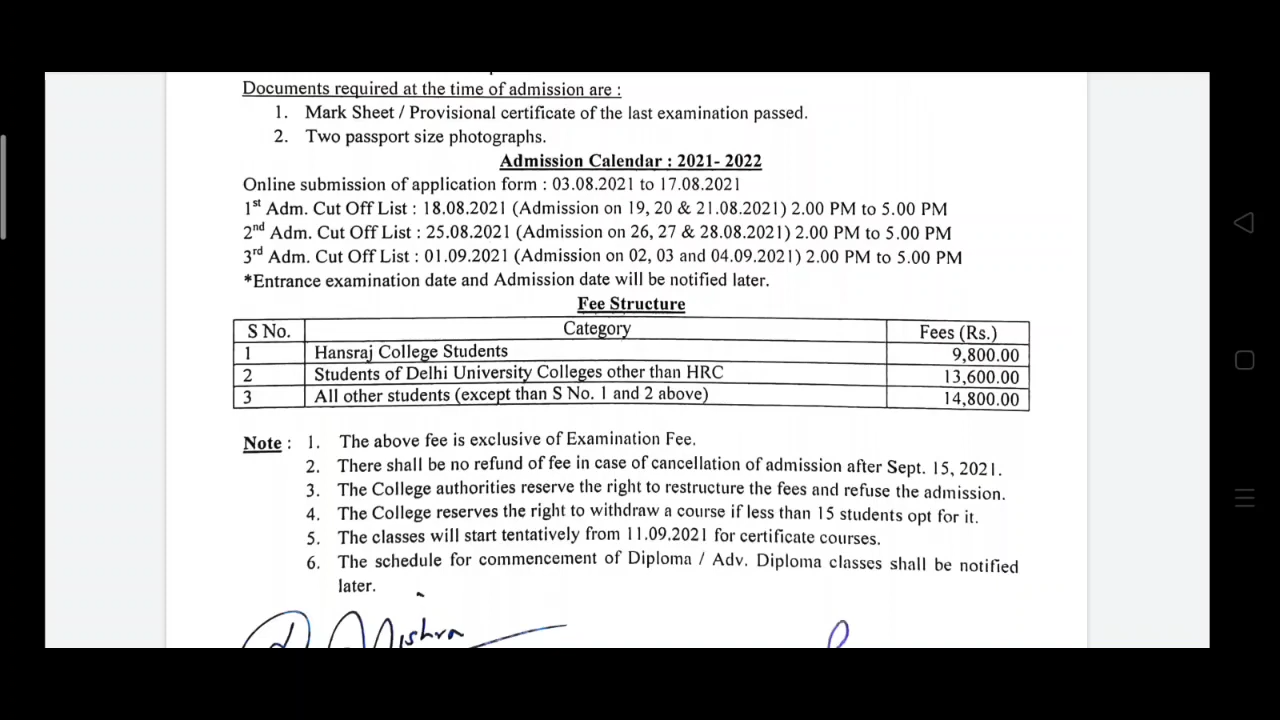 Documents required at the time of admission are :
1. Mark Sheet / Provisional certificate of the last examination passed.
2. Two passport size photographs.
Admission Calendar : 2021- 2022
Online submission of application form : 03.08.2021 to 17.08.2021
1st Adm. Cut Off List : 18.08.2021 (Admission on 19, 20 & 21.08.2021) 2.00 PM to 5.00 PM
2nd Adm. Cut Off List : 25.08.2021 (Admission on 26, 27 & 28.08.2021) 2.00 PM to 5.00 PM
3rd Adm. Cut Off List : 01.09.2021 (Admission on 02, 03 and 04.09.2021) 2.00 PM to 5.00 PM
*Entrance examination date and Admission date will be notified later.
Fee Structure
S No. Category Fees (Rs.)
1 Hansraj College Students 9,800.00
2 Students of Delhi University Colleges other than HRC 13,600.00
3 All other students (except than S No. 1 and 2 above) 14,800.00
Note : 1. The above fee is exclusive of Examination Fee.
2. There shall be no refund of fee in case of cancellation of admission after Sept. 15, 2021.
3. The College authorities reserve the right to restructure the fees and refuse the admission.
4. The College reserves the right to withdraw a course if less than 15 students opt for it.
5. The classes will start tentatively from 11.09.2021 for certificate courses.
6. The schedule for commencement of Diploma / Adv. Diploma classes shall be notified
later.